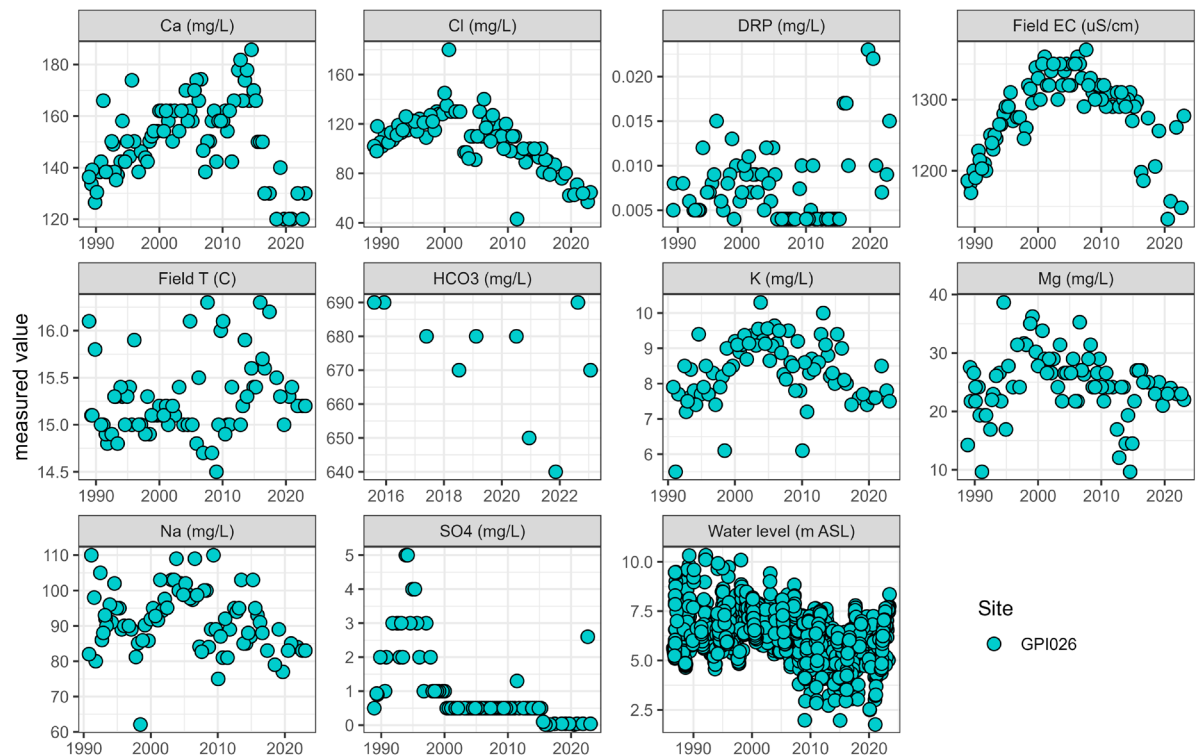 Ca (mg/L)
Cl (mg/L)
DRP (mg/L)
Field EC (uS/cm)
180
160
140
120
1990 2000 2010 2020
160
120
80
40
1990 2000 2010 2020
0.020
0.015
0.010
0.005
1990 2000 2010 2020
1300
1200
1990 2000 2010 2020
Field T (C)
HCO3 (mg/L)
K (mg/L)
Mg (mg/L)
measured value
16.0
15.5
15.0
14.5
1990 2000 2010 2020
690
680
670
660
650
640
2016 2018 2020 2022
10
9
8
7
6
1990 2000 2010 2020
40
30
20
10
1990 2000 2010 2020
Na (mg/L)
SO4 (mg/L)
Water level (m ASL)
110
100
90
80
70
60
1990 2000 2010 2020
5
4
3
2
1
0
1990 2000 2010 2020
10.0
7.5
5.0
2.5
1990 2000 2010 2020
Site
GPI026